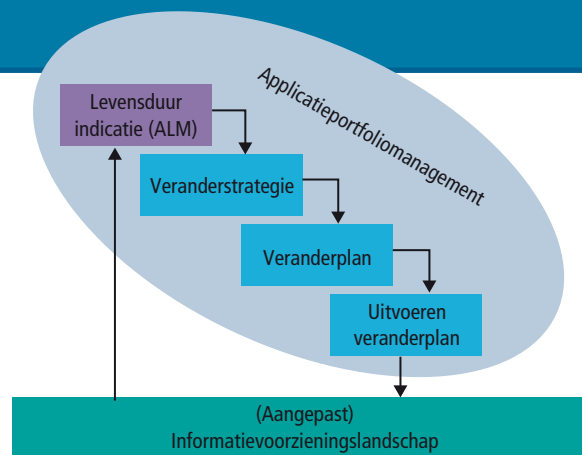 Applicatieportfoliomanagement
Levensduur
indicatie (ALM)
Veranderstrategie
Veranderplan
Uitvoeren
veranderplan
(Aangepast)
Informatievoorzieningslandschap